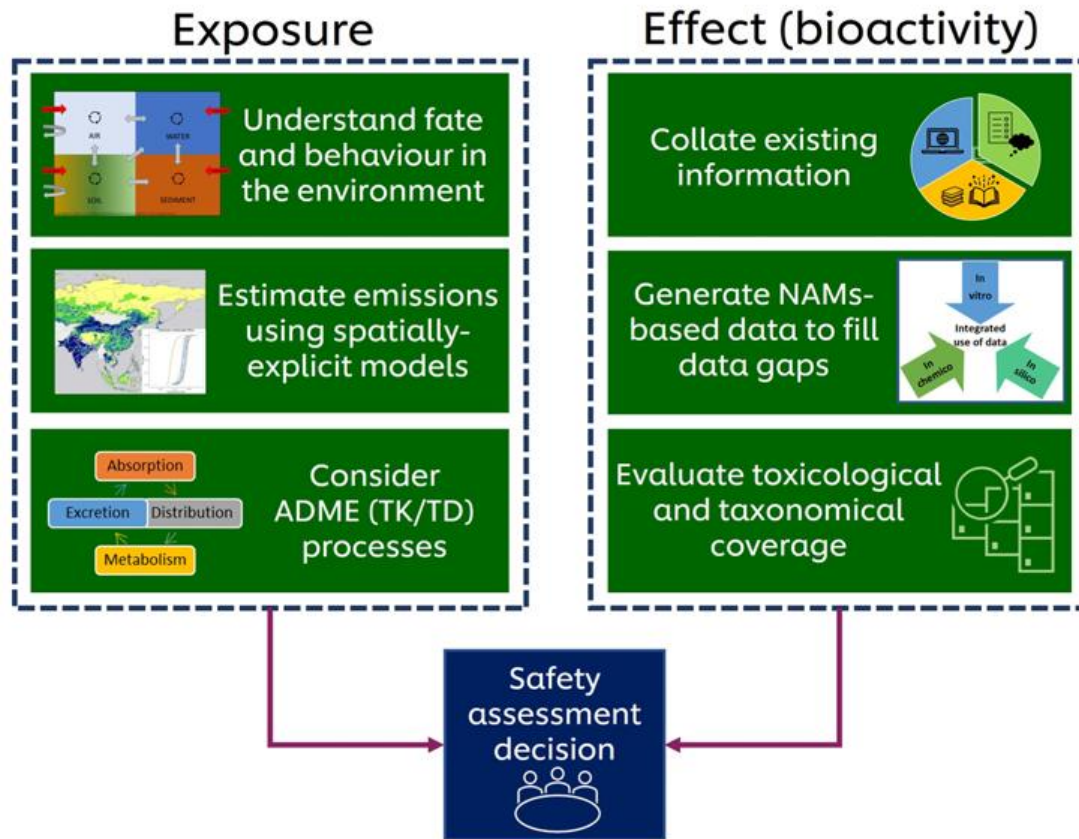 Exposure
Understand fate
and behaviour in
the environment
AIR
WATER
SOIL
SEDIMENT
Estimate emissions
using spatially-
explicit models
Absorption
Excretion
Distribution
Metabolism
Consider
ADME (TK/TD)
processes
Effect (bioactivity)
Collate existing
information
Generate NAMs-
based data to fill
data gaps
In
vitro
Integrated
use of data
In
chemico
In
silico
Evaluate toxicological
and taxonomical
coverage
Safety
assessment
decision